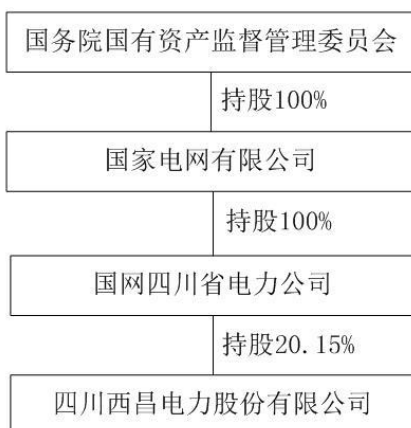 国务院国有资产监督管理委员会
持股100%
国家电网有限公司
持股100%
国网四川省电力公司
持股20.15%
四川西昌电力股份有限公司